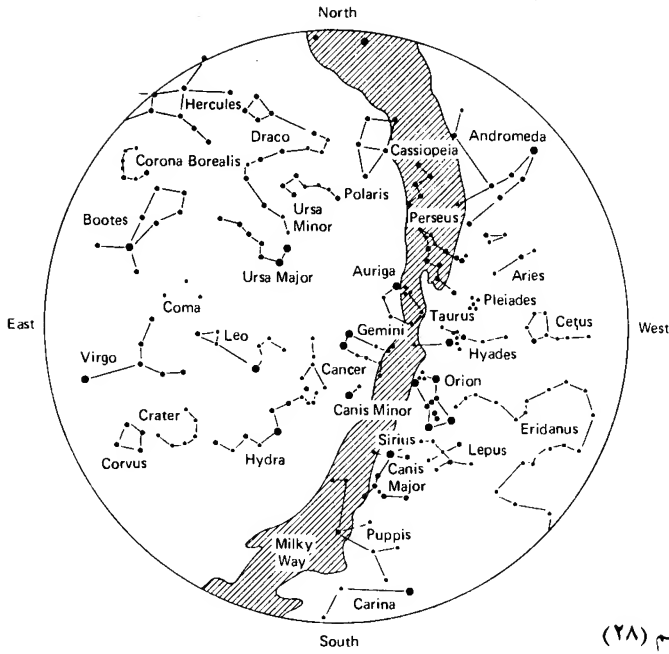 North
Hercules
Draco
Cassiopeia
Andromeda
Corona Borealis
Polaris
Ursa
Minor
Perseus
Bootes
Ursa Major
Auriga
Aries
Coma
Pleiades
Taurus
Cetus
East
Leo
Gemini
West
Virgo
Cancer
Hyades
Orion
Canis Minor
Crater
Eridanus
Hydra
Sirius
Lepus
Corvus
Canis
Major
Puppis
Milky
Way
Carina
South
م (٢٨)